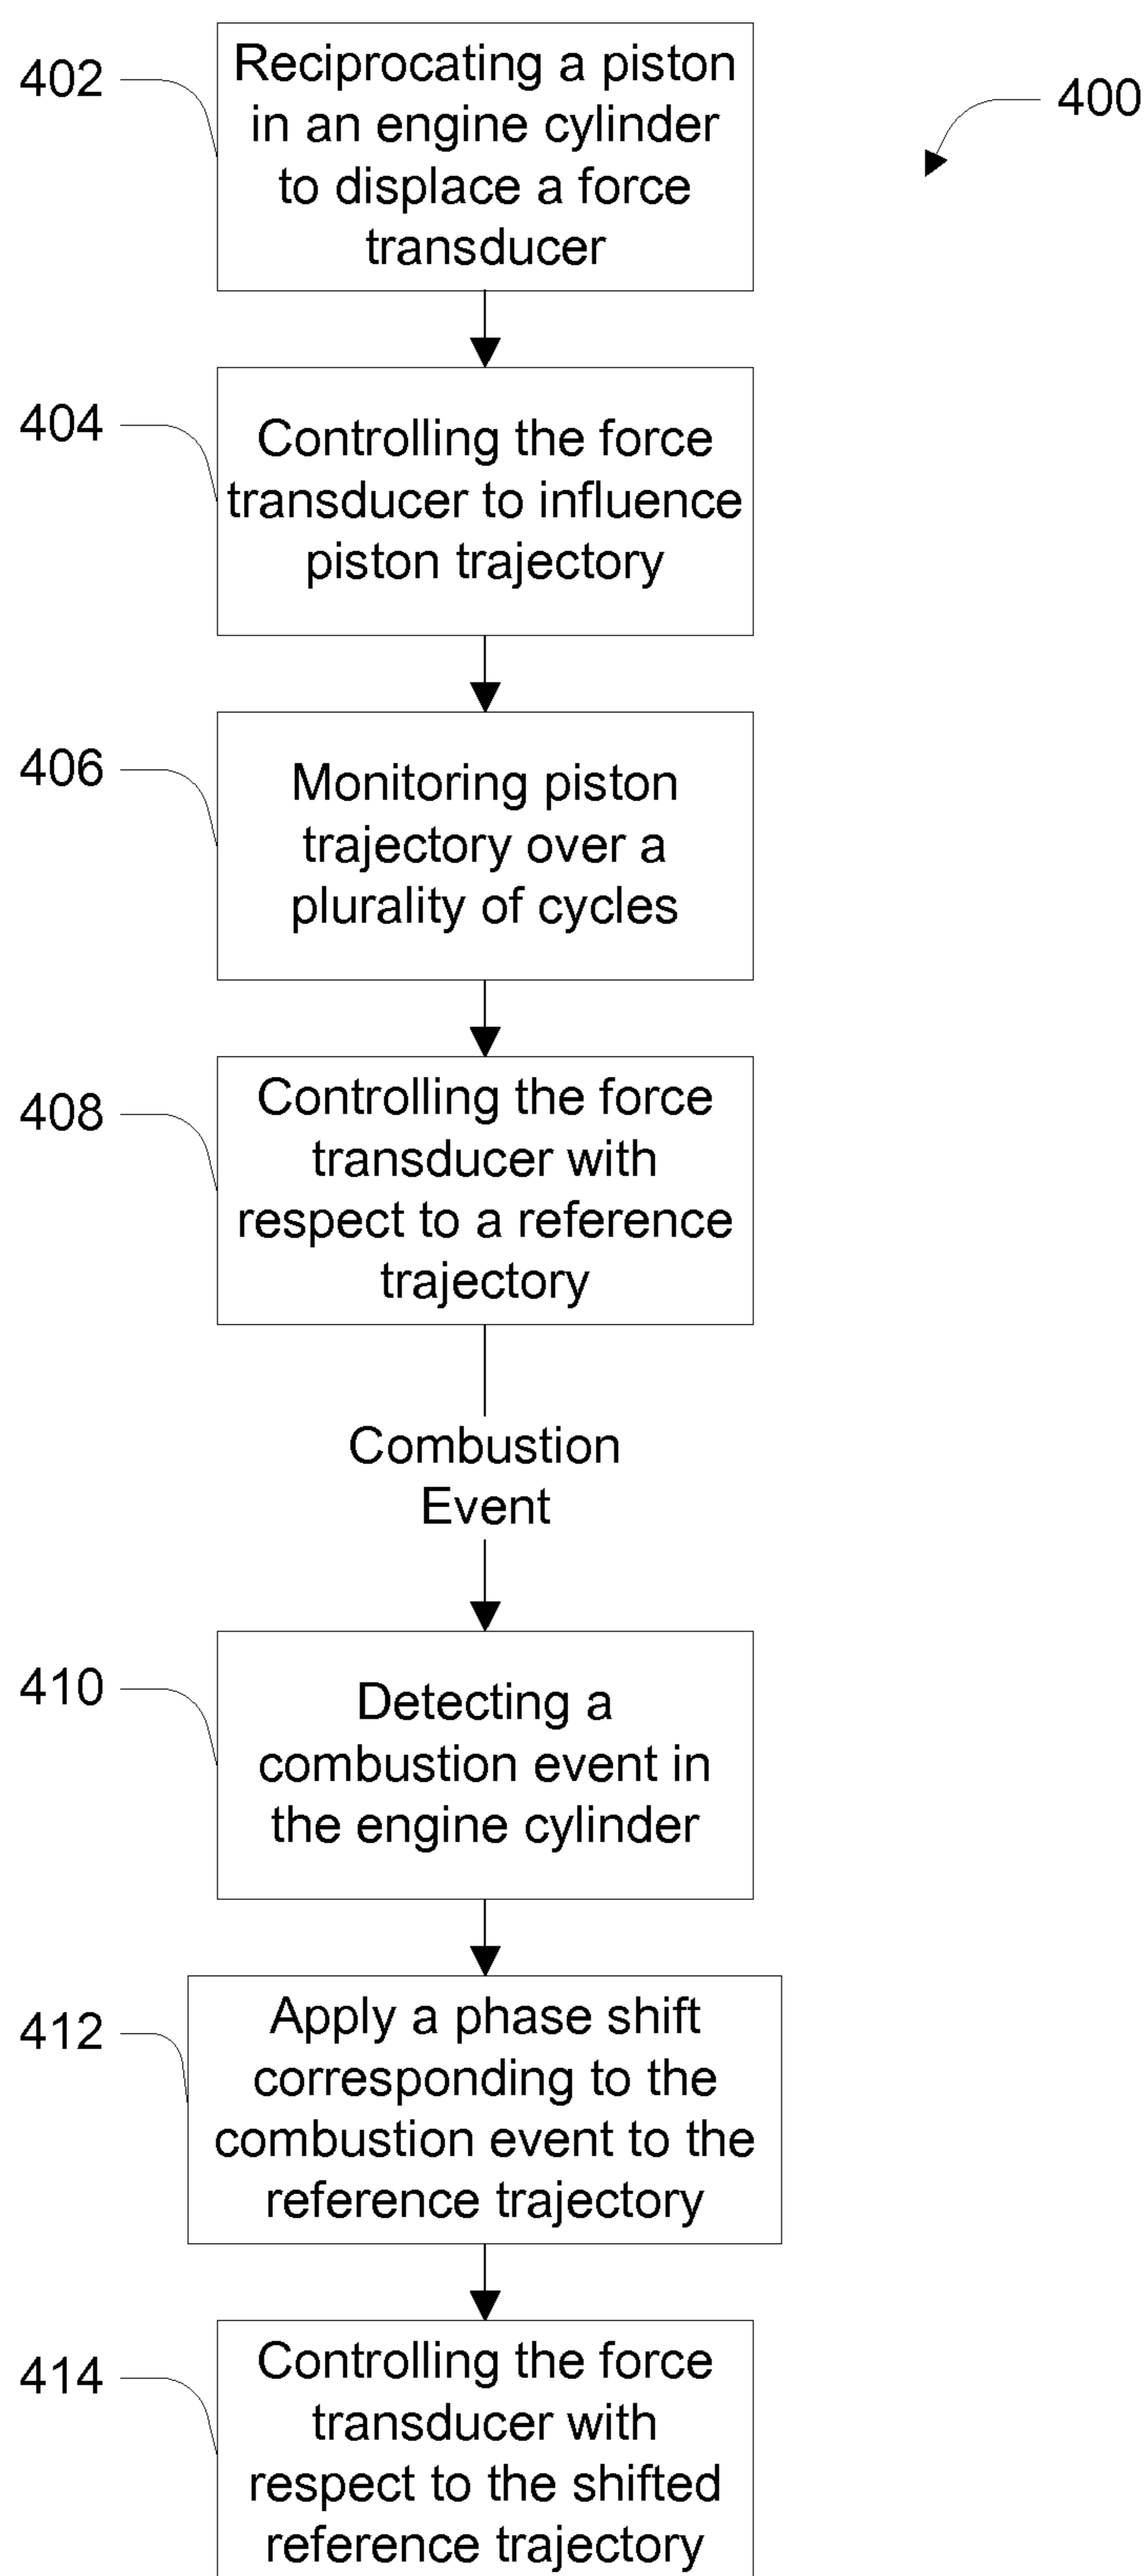 402
Reciprocating a piston
in an engine cylinder
to displace a force
transducer
400
404
Controlling the force
transducer to influence
piston trajectory
406
Monitoring piston
trajectory over a
plurality of cycles
408
Controlling the force
transducer with
respect to a reference
trajectory
Combustion
Event
410
Detecting a
combustion event in
the engine cylinder
412
Apply a phase shift
corresponding to the
combustion event to the
reference trajectory
414
Controlling the force
transducer with
respect to the shifted
reference trajectory